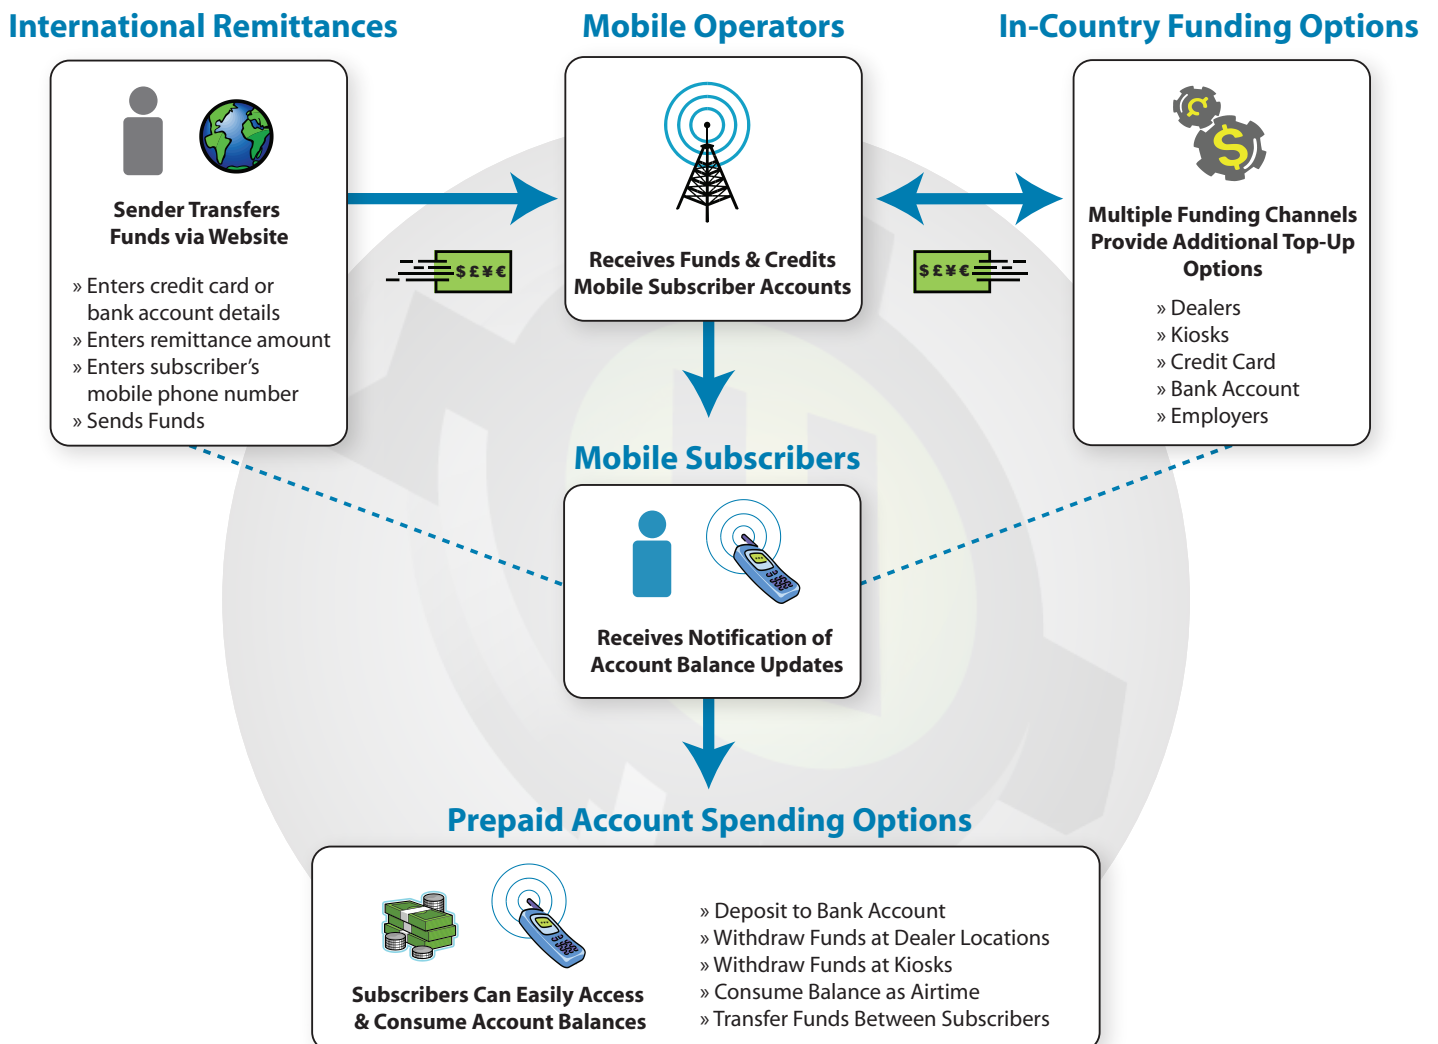 International Remittances
Sender Transfers
Funds via Website
» Enters credit card or
bank account details
» Enters remittance amount
» Enters subscriber’s
mobile phone number
» Sends Funds
$£¥€
Mobile Operators
Receives Funds & Credits
Mobile Subscriber Accounts
$£¥€
In-Country Funding Options
$
Multiple Funding Channels
Provide Additional Top-Up
Options
» Dealers
» Kiosks
» Credit Card
» Bank Account
» Employers
Mobile Subscribers
Receives Notification of
Account Balance Updates
Prepaid Account Spending Options
Subscribers Can Easily Access
& Consume Account Balances
» Deposit to Bank Account
» Withdraw Funds at Dealer Locations
» Withdraw Funds at Kiosks
» Consume Balance as Airtime
» Transfer Funds Between Subscribers